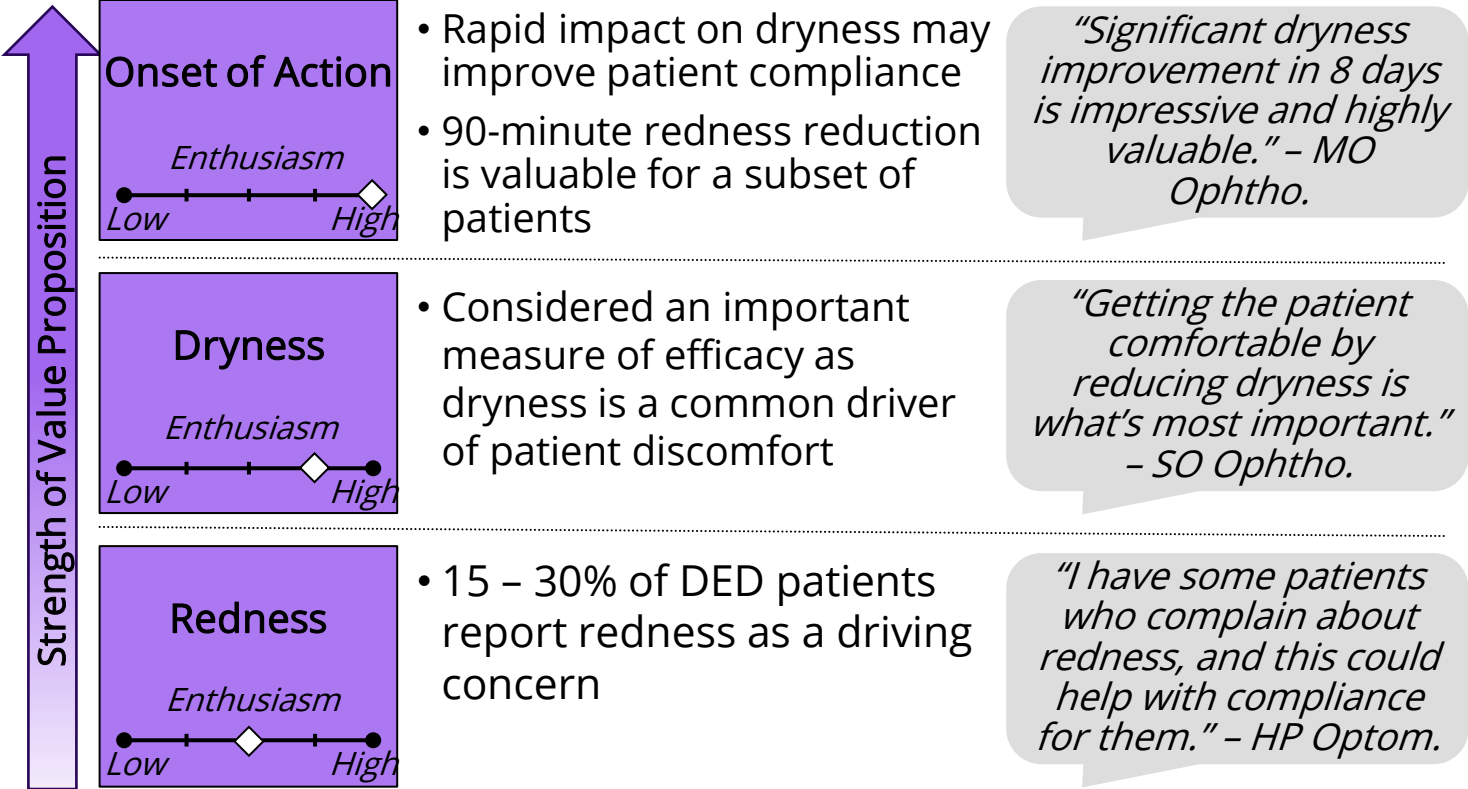 Strength of Value Proposition
Onset of Action
Enthusiasm
Low
High
• Rapid impact on dryness may
improve patient compliance
• 90-minute redness reduction
is valuable for a subset of
patients
“Significant dryness
improvement in 8 days
is impressive and highly
valuable.” – MO
Ophtho.
Dryness
Enthusiasm
Low
High
• Considered an important
measure of efficacy as
dryness is a common driver
of patient discomfort
“Getting the patient
comfortable by
reducing dryness is
what’s most important.”
– SO Ophtho.
Redness
Enthusiasm
Low
High
• 15 – 30% of DED patients
report redness as a driving
concern
“I have some patients
who complain about
redness, and this could
help with compliance
for them.” – HP Optom.